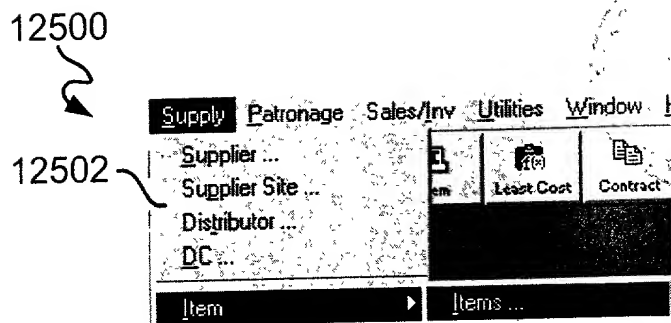 12500
Supply Patronage Sales/Inv Utilities Window
12502
Supplier ...
Supplier Site ...
Distributor ...
DC ...
Least Cost
Contract
Item
Items ...